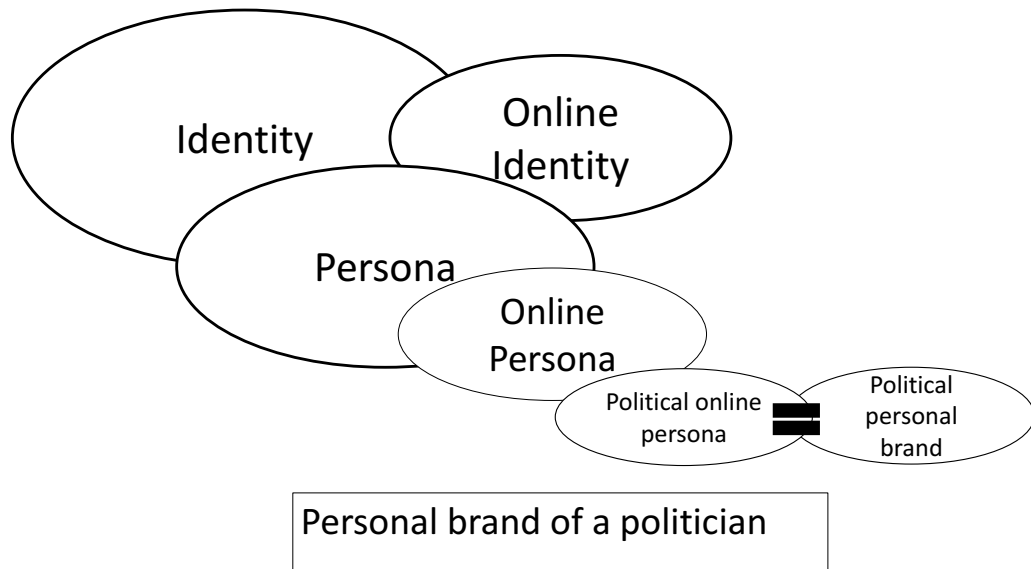 Identity
Online
Identity
Persona
Online
Persona
Political online
persona
Political
personal
brand
Personal brand of a politician